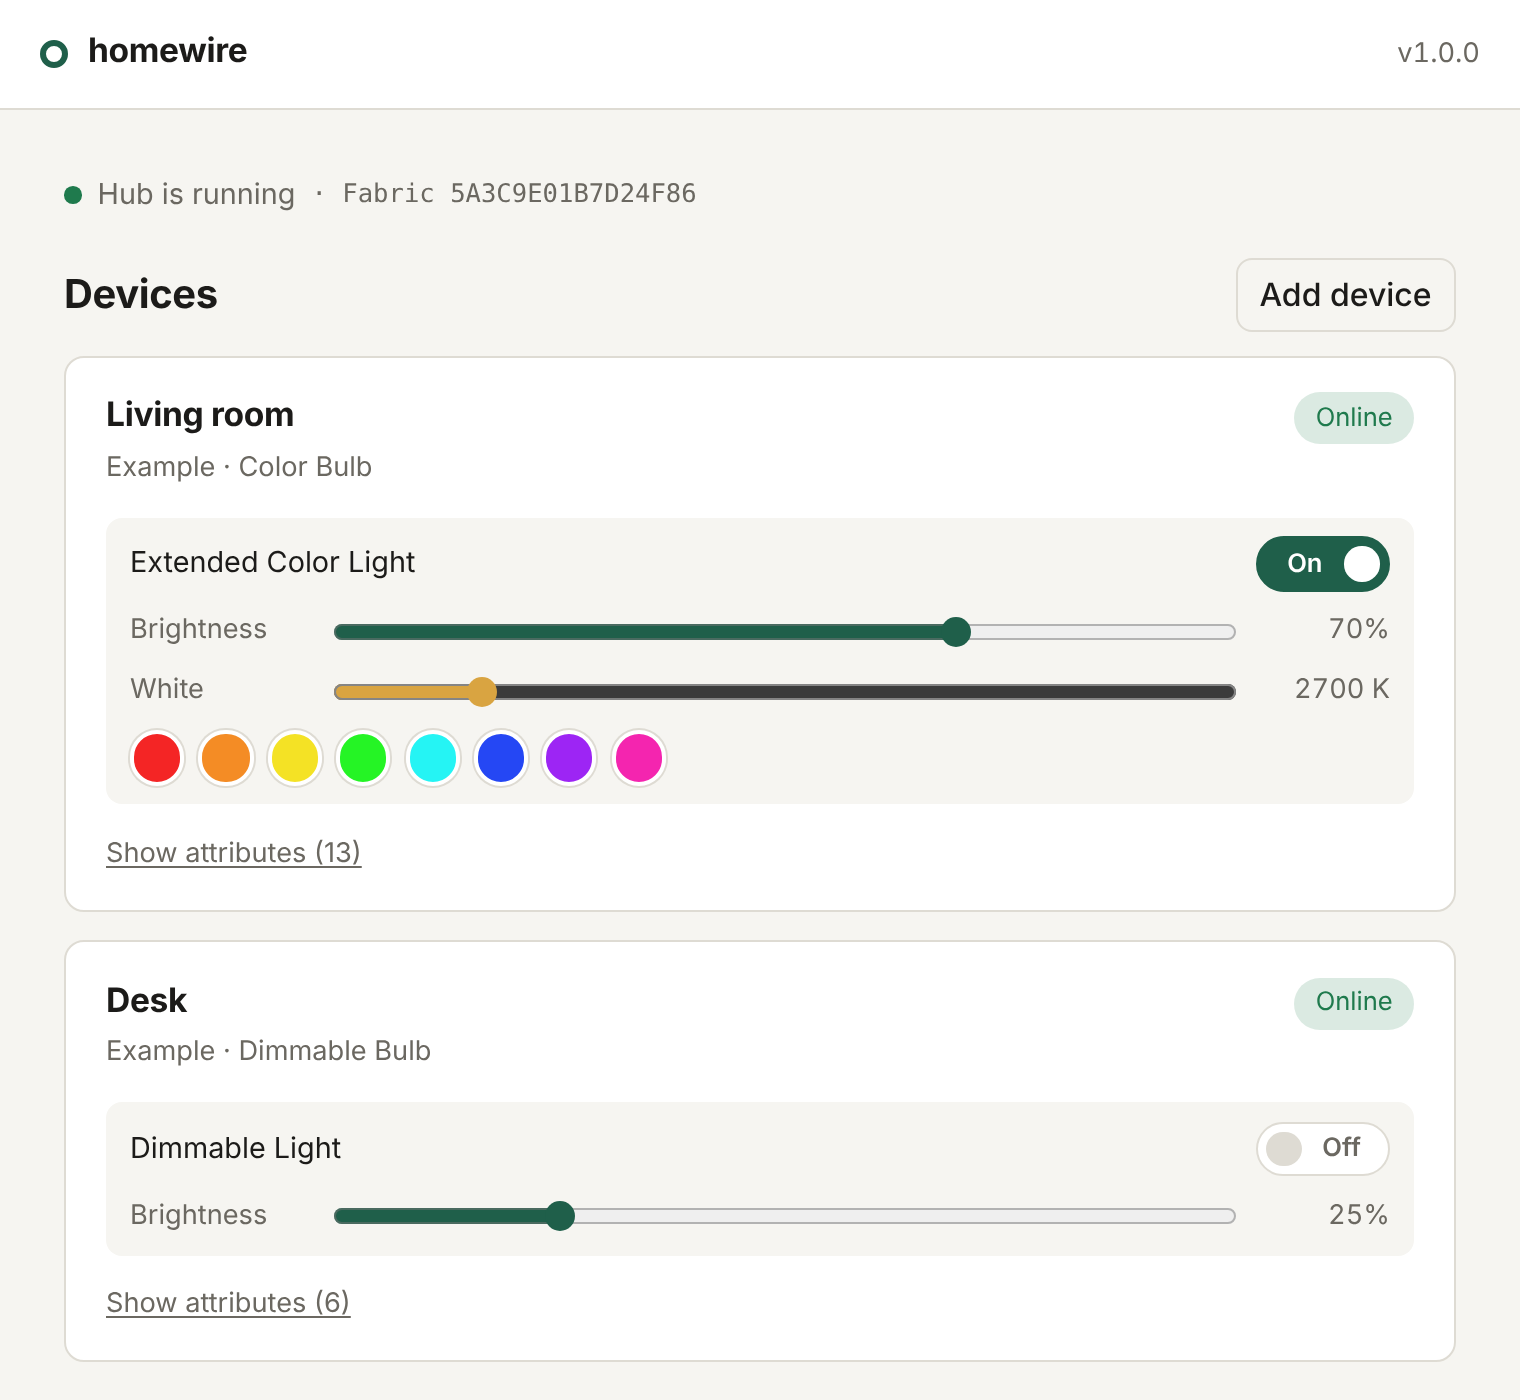 homewire
v1.0.0
Hub is running · Fabric 5A3C9E01B7D24F86
Devices
Add device
Living room
Online
Example · Color Bulb
Extended Color Light
On
Brightness
70%
White
2700 K
Show attributes (13)
Desk
Online
Example · Dimmable Bulb
Dimmable Light
Off
Brightness
25%
Show attributes (6)